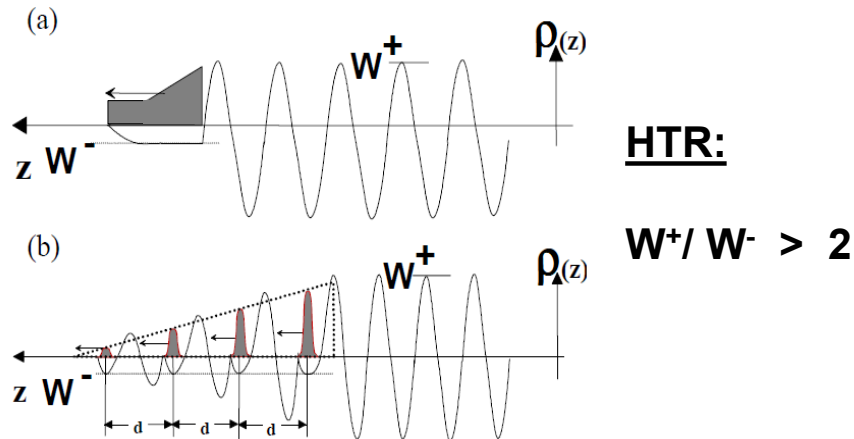 (a)
W⁺ ρ(z)
z W⁻
HTR:
W⁺/ W⁻ > 2
(b)
W⁺ ρ(z)
z W⁻
d d d